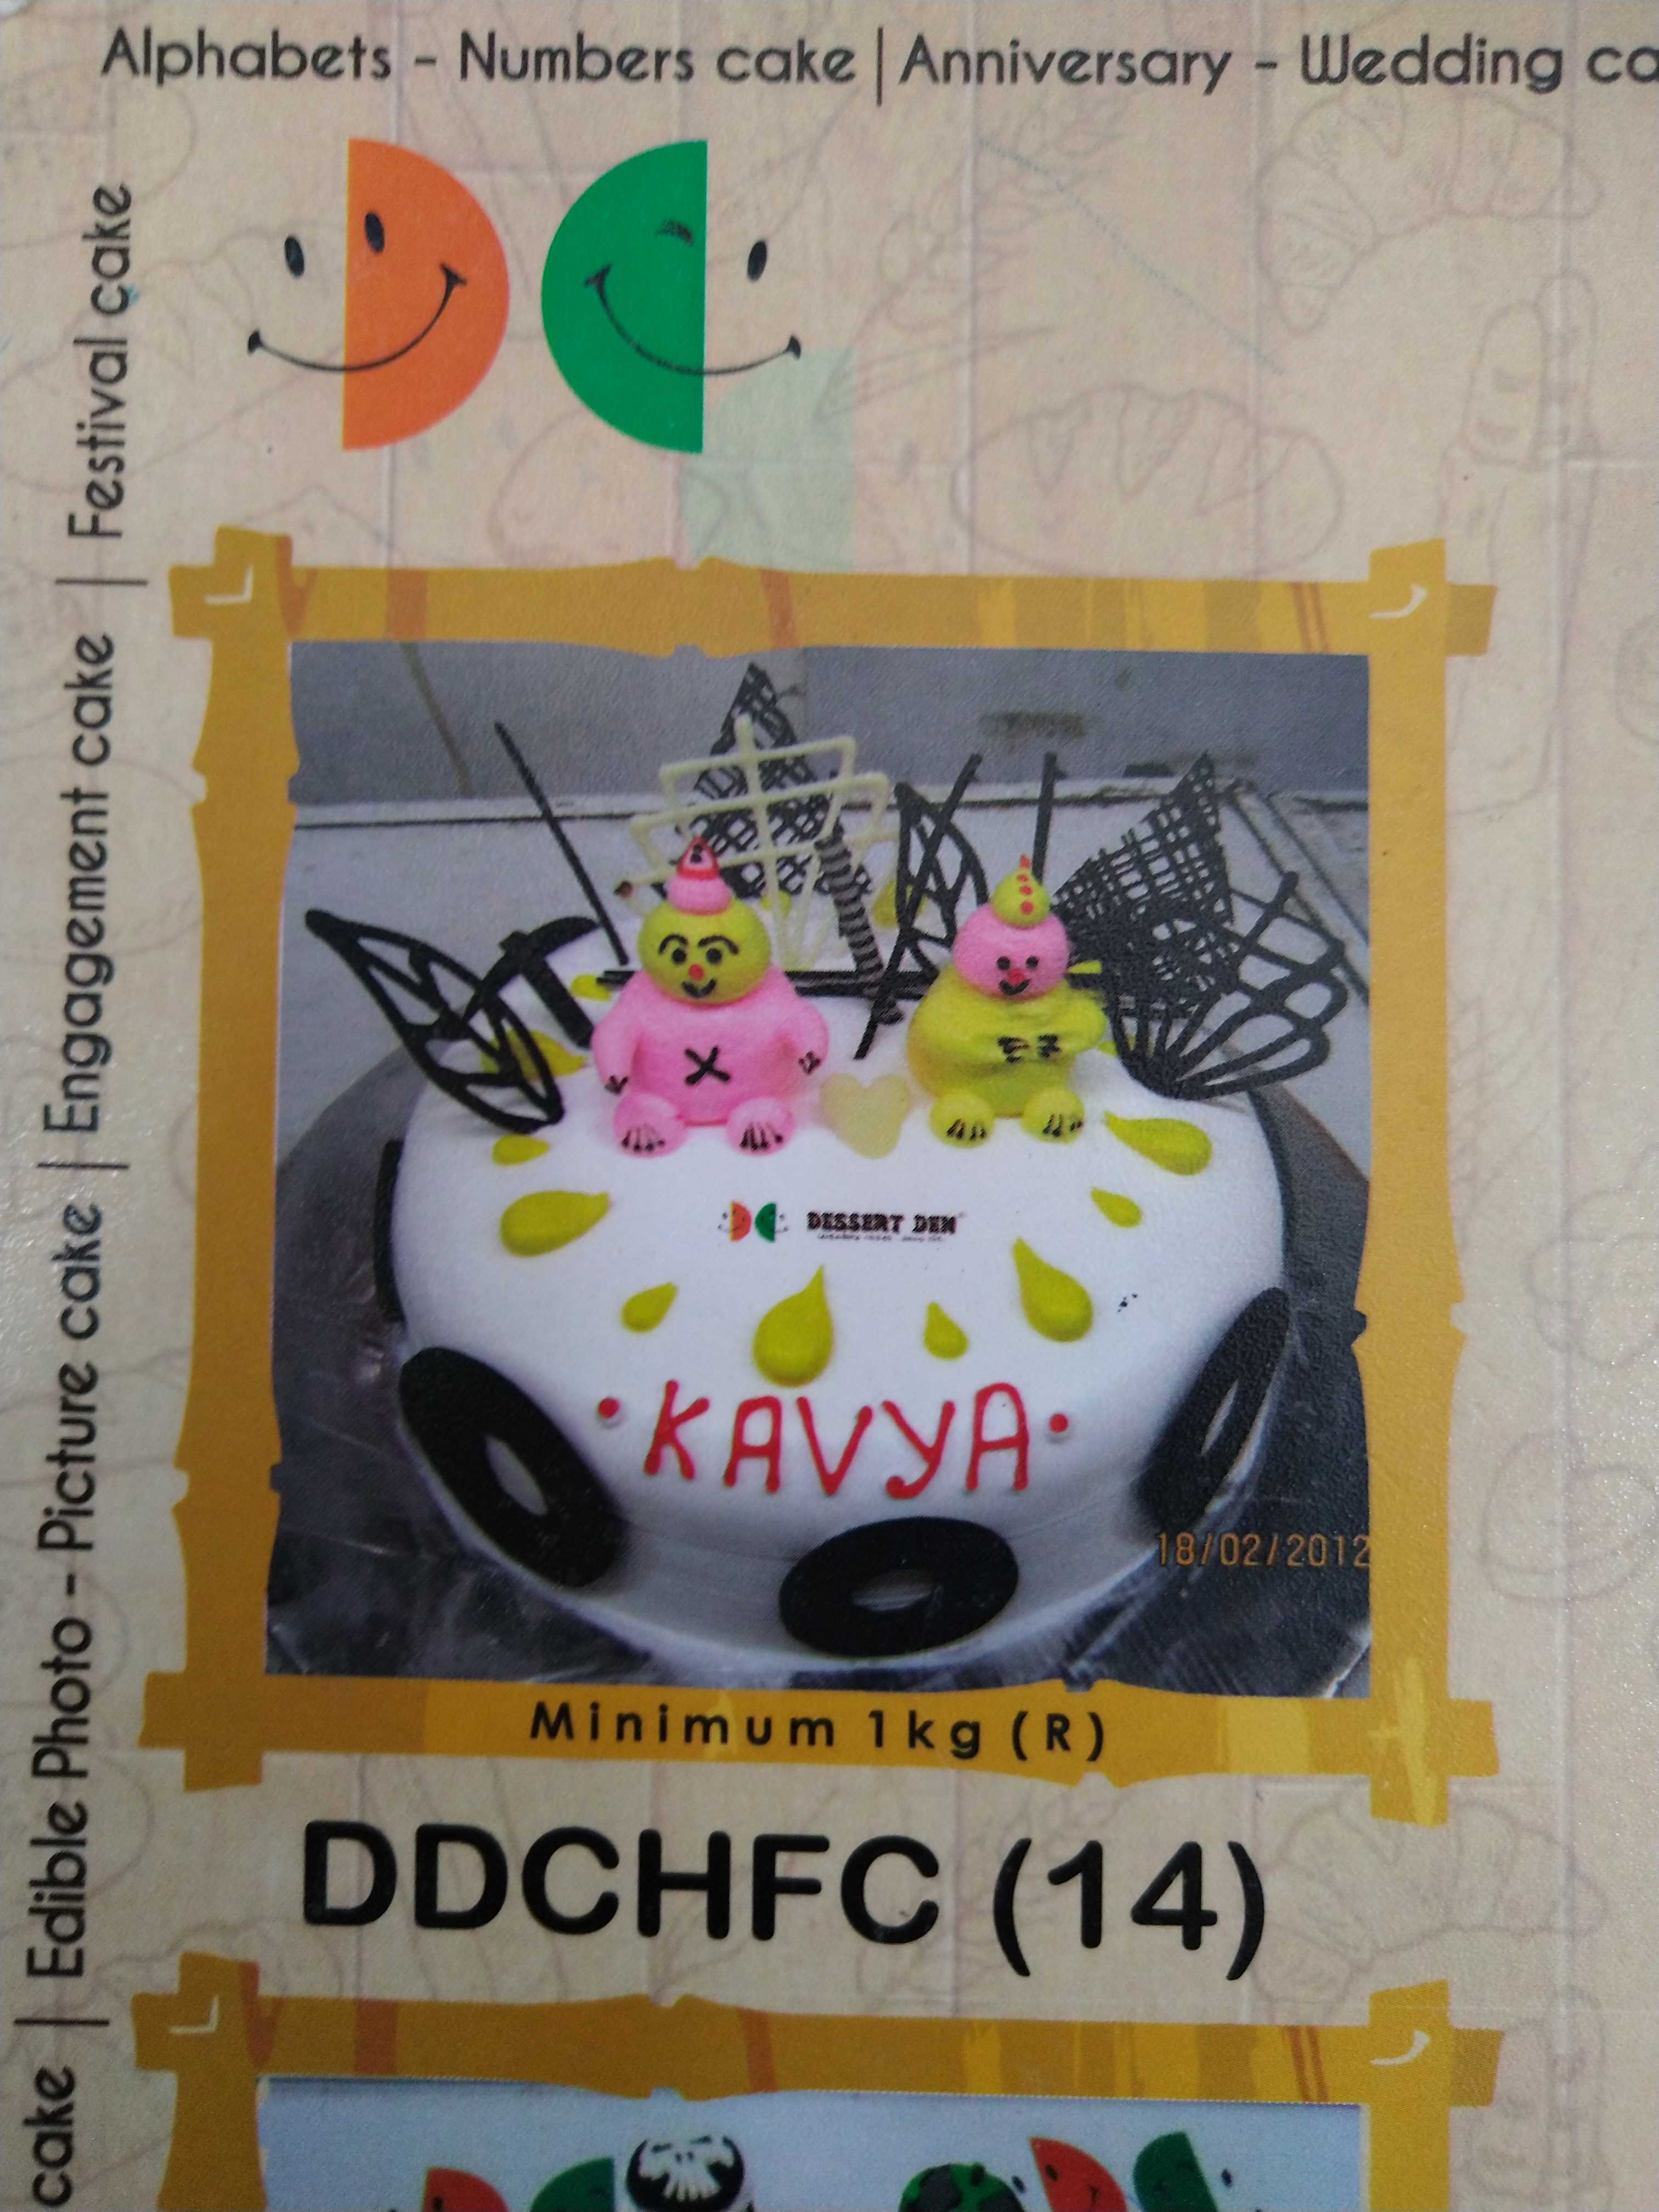 Alphabets - Numbers cake | Anniversary - Wedding ca
cake | Edible Photo - Picture cake | Engagement cake | Festival cake
DESSERT DEN
KAVYA
18/02/2012
Minimum 1kg (R)
DDCHFC (14)